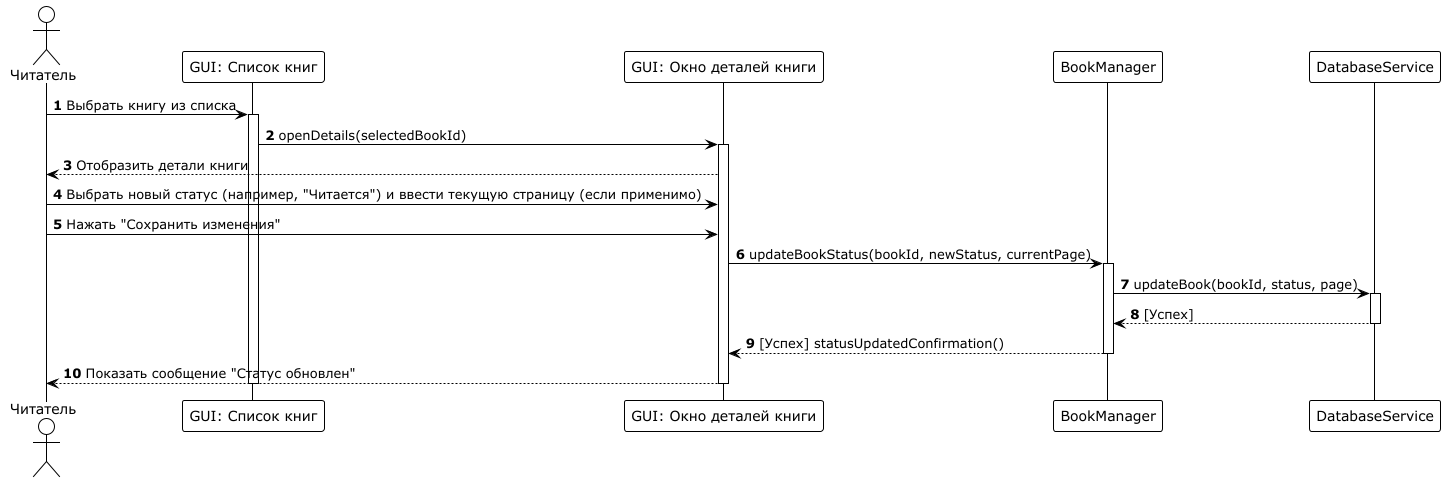 Читатель
GUI: Список книг
GUI: Окно деталей книги
BookManager
DatabaseService
1 Выбрать книгу из списка
2 openDetails(selectedBookId)
3 Отобразить детали книги
4 Выбрать новый статус (например, "Читается") и ввести текущую страницу (если применимо)
5 Нажать "Сохранить изменения"
6 updateBookStatus(bookId, newStatus, currentPage)
7 updateBook(bookId, status, page)
8 [Успех]
9 [Успех] statusUpdatedConfirmation()
10 Показать сообщение "Статус обновлен"
Читатель
GUI: Список книг
GUI: Окно деталей книги
BookManager
DatabaseService